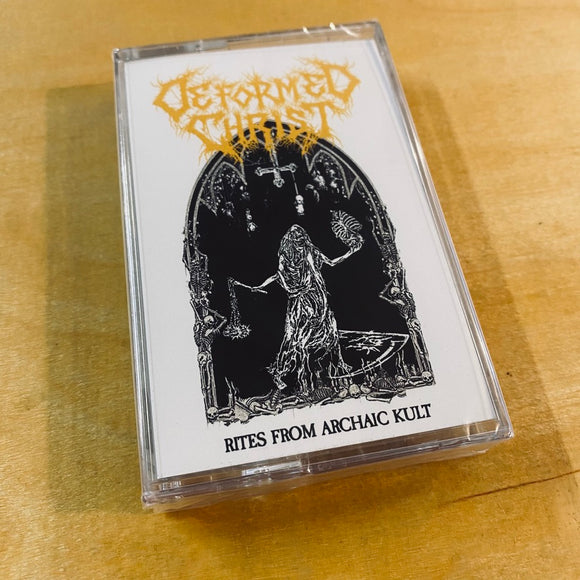 DEFORMED
CHRIST
RITES FROM ARCHAIC KULT